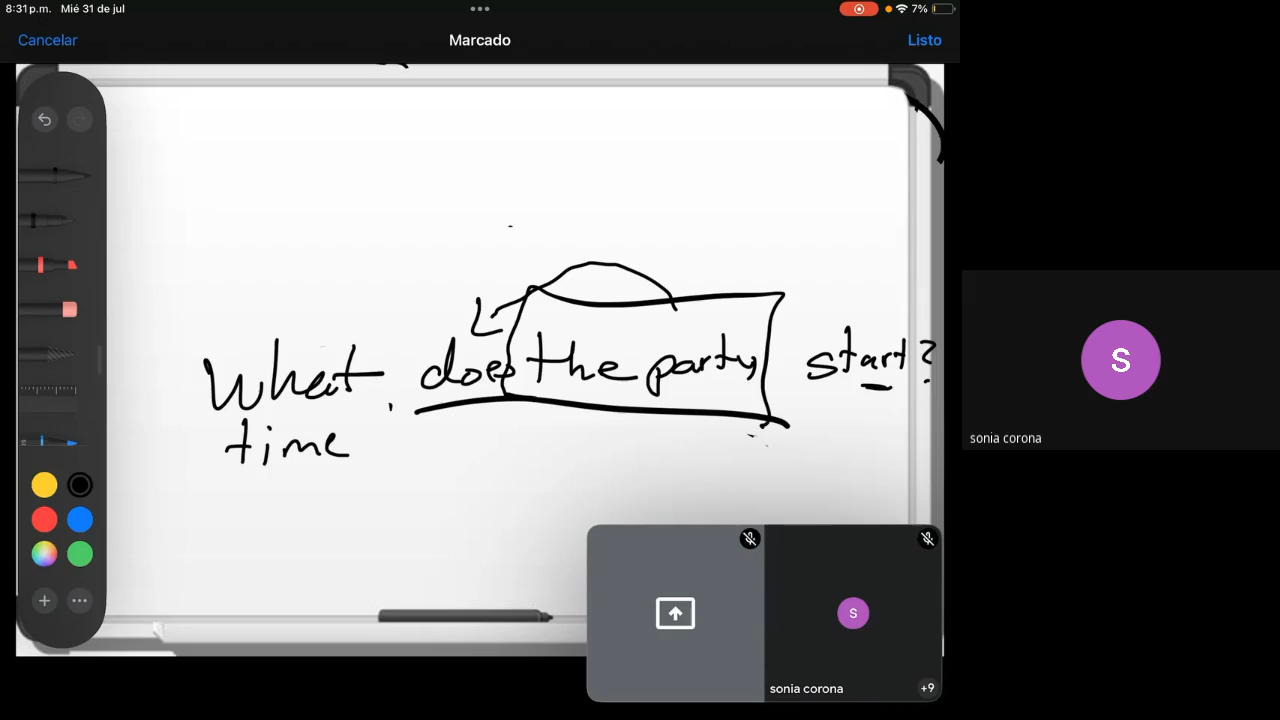 8:31 p.m. Mié 31 de jul
7%
Cancelar
Marcado
Listo
What does the party start?
time
S
sonia corona
S
sonia corona
+9